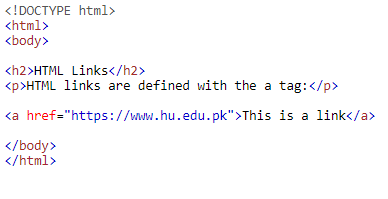 <!DOCTYPE html>
<html>
<body>
<h2>HTML Links</h2>
<p>HTML links are defined with the a tag:</p>
<a href="https://www.hu.edu.pk">This is a link</a>
</body>
</html>